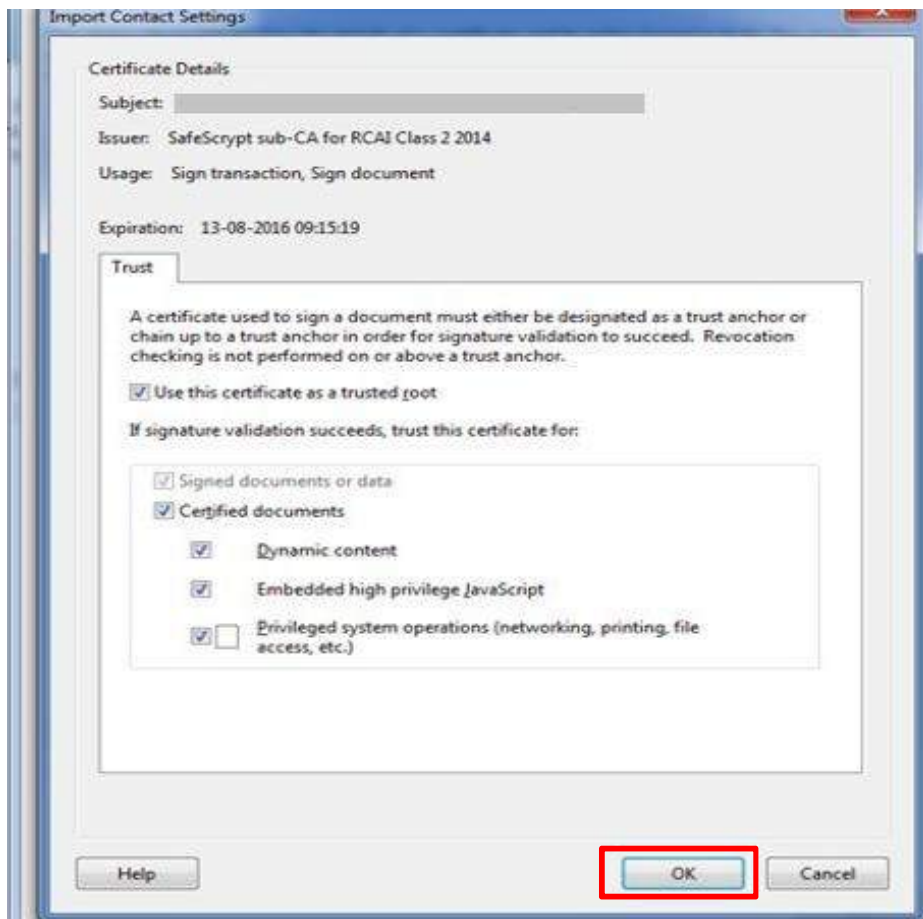 Import Contact Settings
Certificate Details
Subject:
Issuer: SafeScrypt sub-CA for RCAI Class 2 2014
Usage: Sign transaction, Sign document
Expiration: 13-08-2016 09:15:19
Trust
A certificate used to sign a document must either be designated as a trust anchor or
chain up to a trust anchor in order for signature validation to succeed. Revocation
checking is not performed on or above a trust anchor.
Use this certificate as a trusted root
If signature validation succeeds, trust this certificate for:
Signed documents or data
Certified documents
Dynamic content
Embedded high privilege JavaScript
Privileged system operations (networking, printing, file
access, etc.)
Help OK Cancel